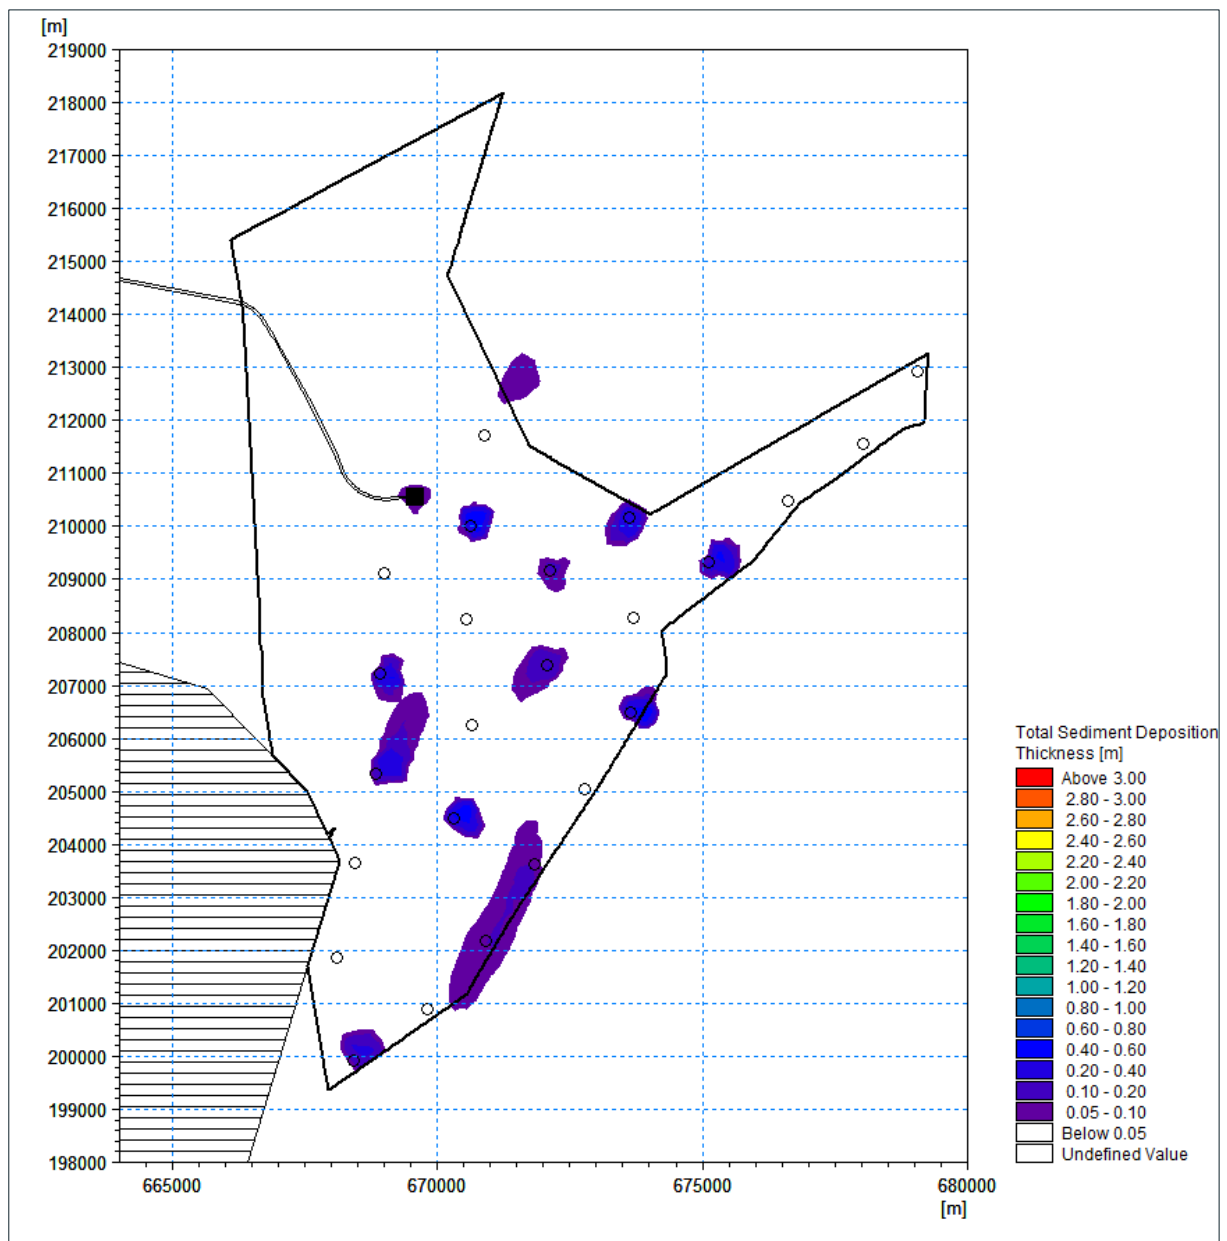 [m]
219000
218000
217000
216000
215000
214000
213000
212000
211000
210000
209000
208000
207000
206000
205000
204000
203000
202000
201000
200000
199000
198000
665000 670000 675000 680000
[m]
Total Sediment Deposition
Thickness [m]
Above 3.00
2.80 - 3.00
2.60 - 2.80
2.40 - 2.60
2.20 - 2.40
2.00 - 2.20
1.80 - 2.00
1.60 - 1.80
1.40 - 1.60
1.20 - 1.40
1.00 - 1.20
0.80 - 1.00
0.60 - 0.80
0.40 - 0.60
0.20 - 0.40
0.10 - 0.20
0.05 - 0.10
Below 0.05
Undefined Value